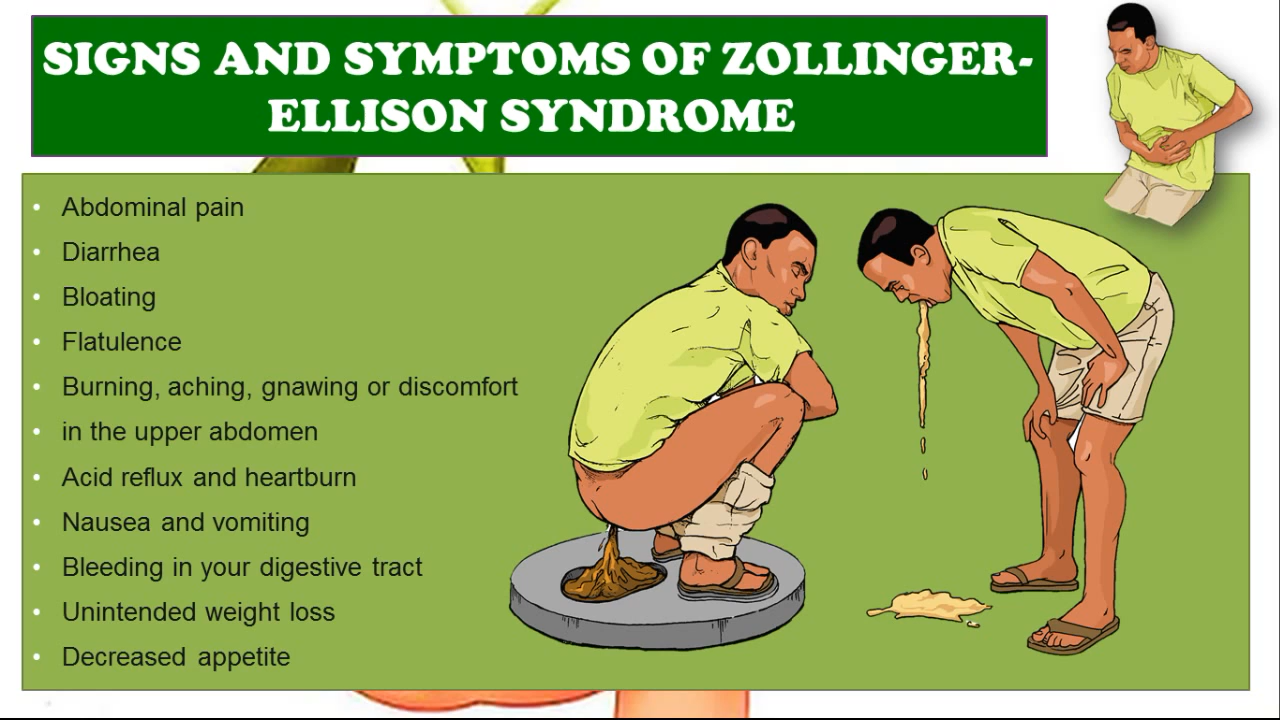 SIGNS AND SYMPTOMS OF ZOLLINGER-
ELLISON SYNDROME
• Abdominal pain
• Diarrhea
• Bloating
• Flatulence
• Burning, aching, gnawing or discomfort
• in the upper abdomen
• Acid reflux and heartburn
• Nausea and vomiting
• Bleeding in your digestive tract
• Unintended weight loss
• Decreased appetite